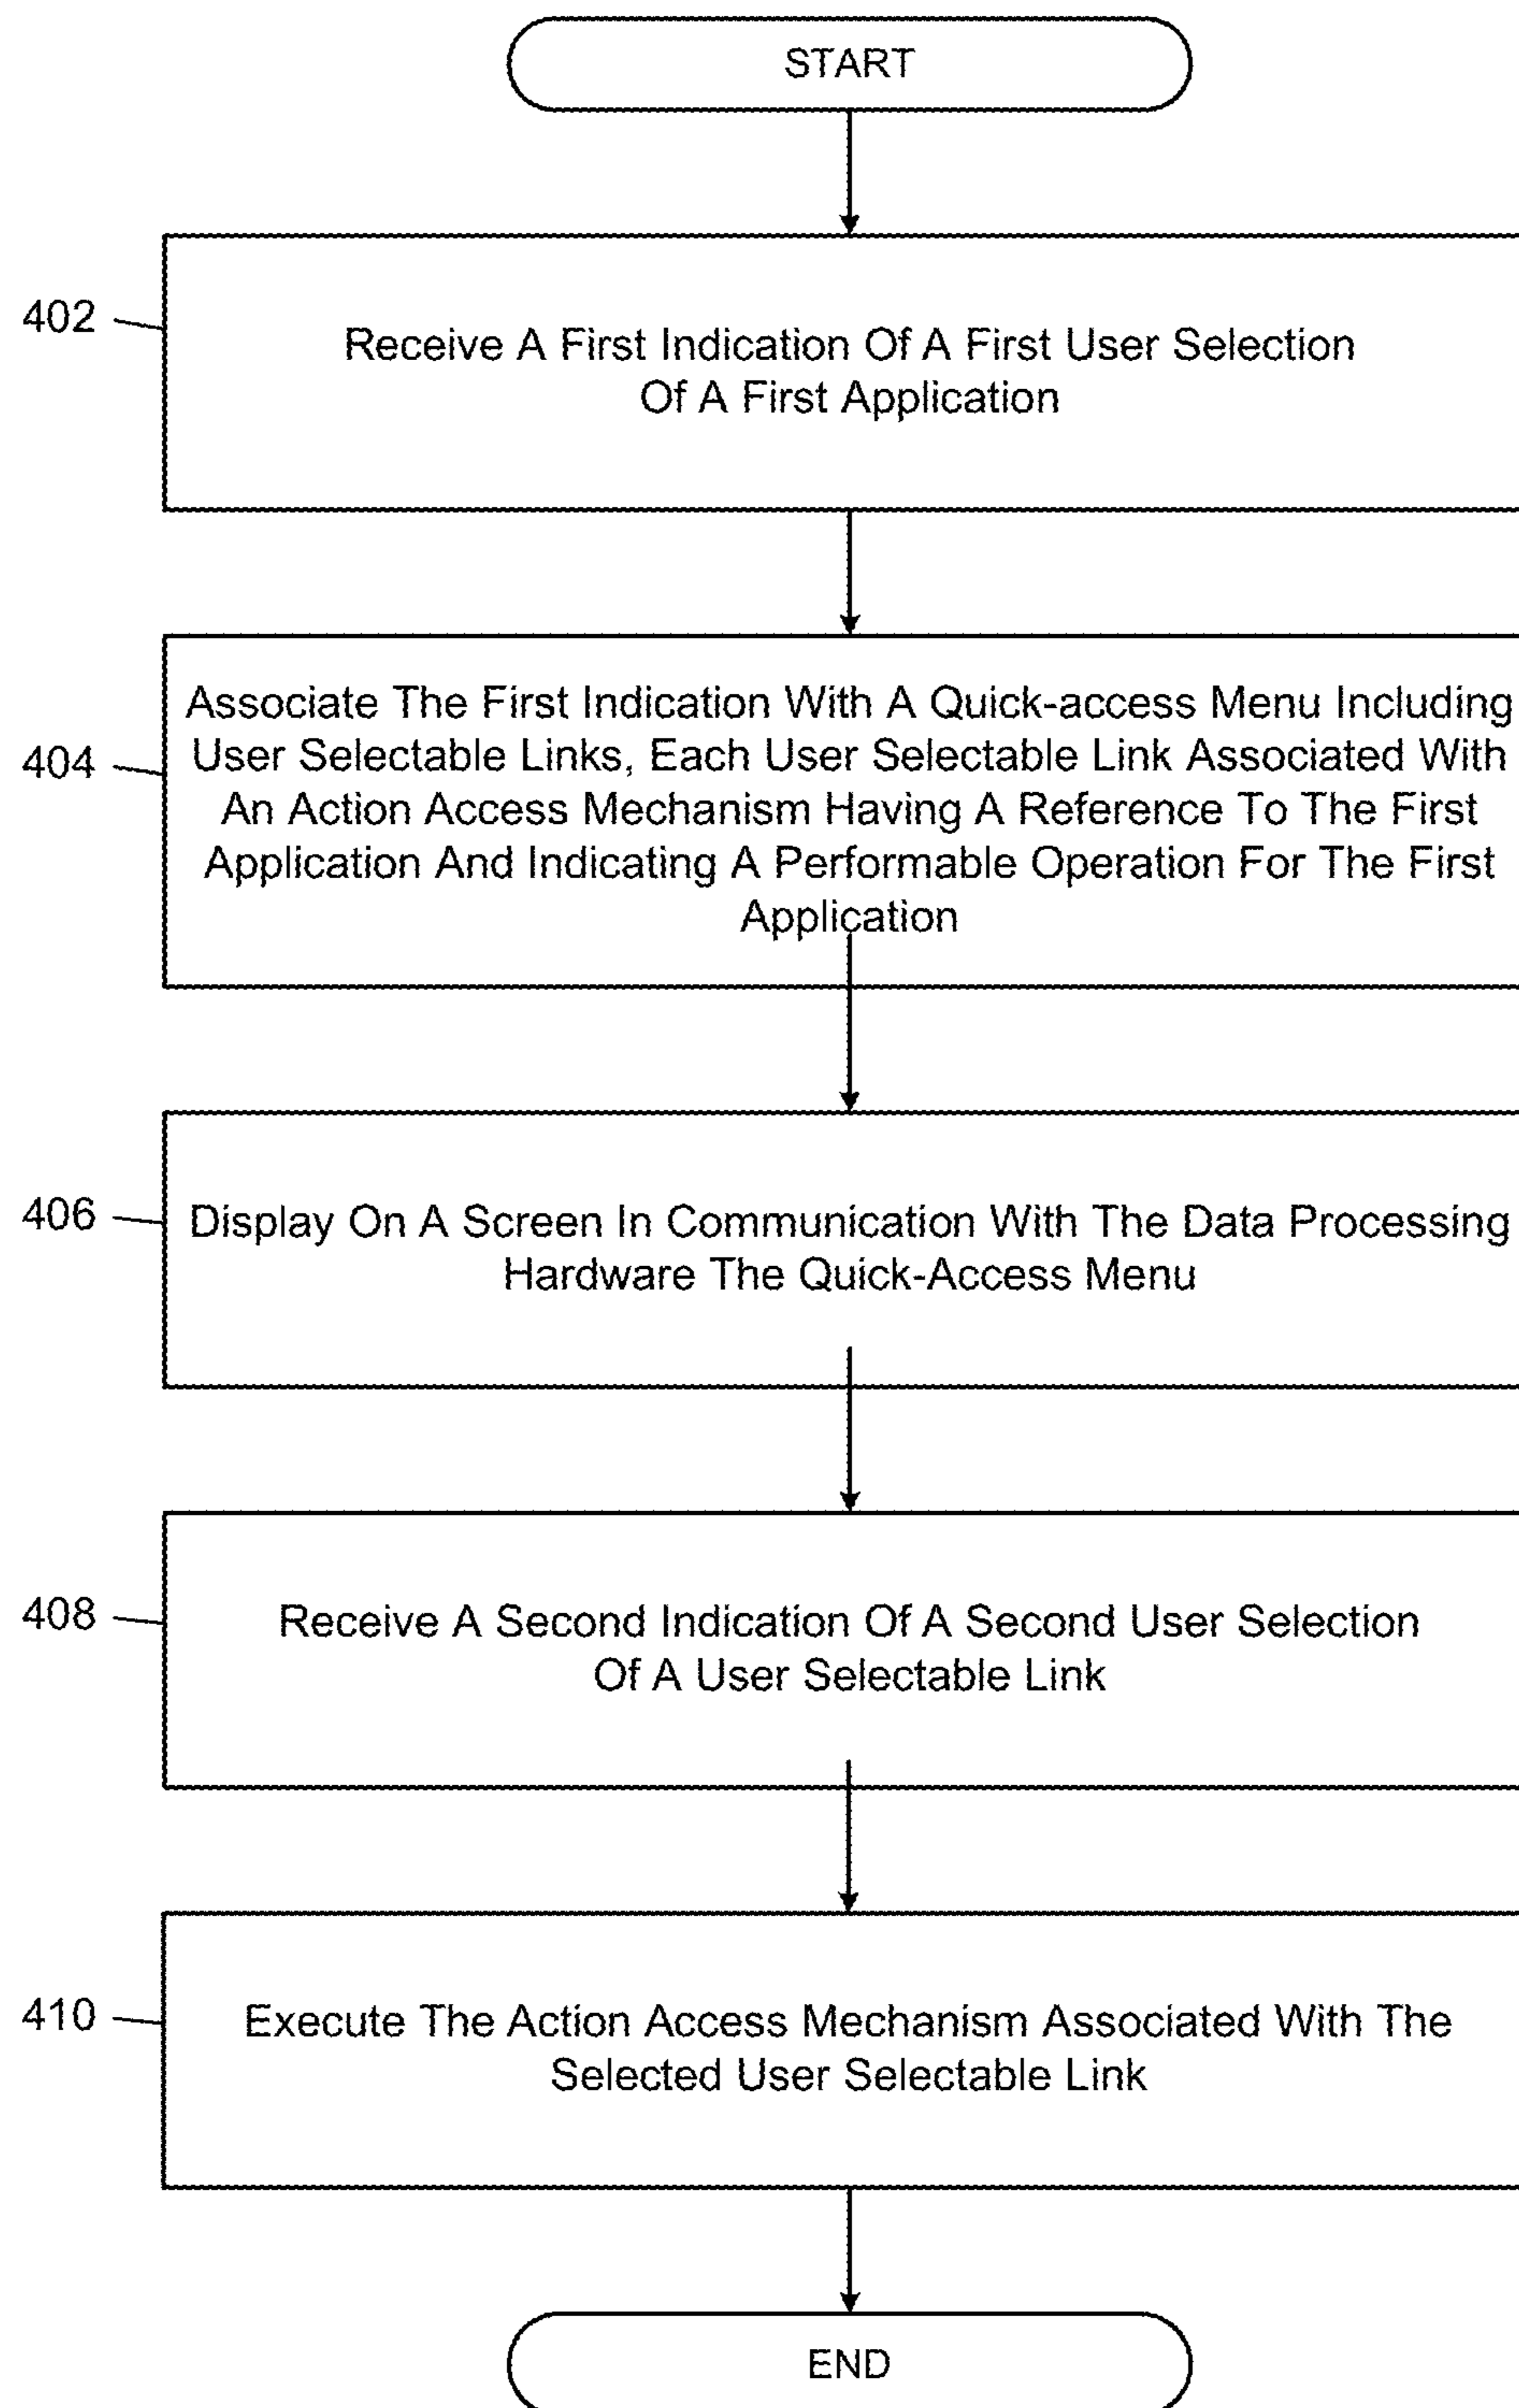 START
402
Receive A First Indication Of A First User Selection
Of A First Application
404
Associate The First Indication With A Quick-access Menu Including
User Selectable Links, Each User Selectable Link Associated With
An Action Access Mechanism Having A Reference To The First
Application And Indicating A Performable Operation For The First
Application
406
Display On A Screen In Communication With The Data Processing
Hardware The Quick-Access Menu
408
Receive A Second Indication Of A Second User Selection
Of A User Selectable Link
410
Execute The Action Access Mechanism Associated With The
Selected User Selectable Link
END